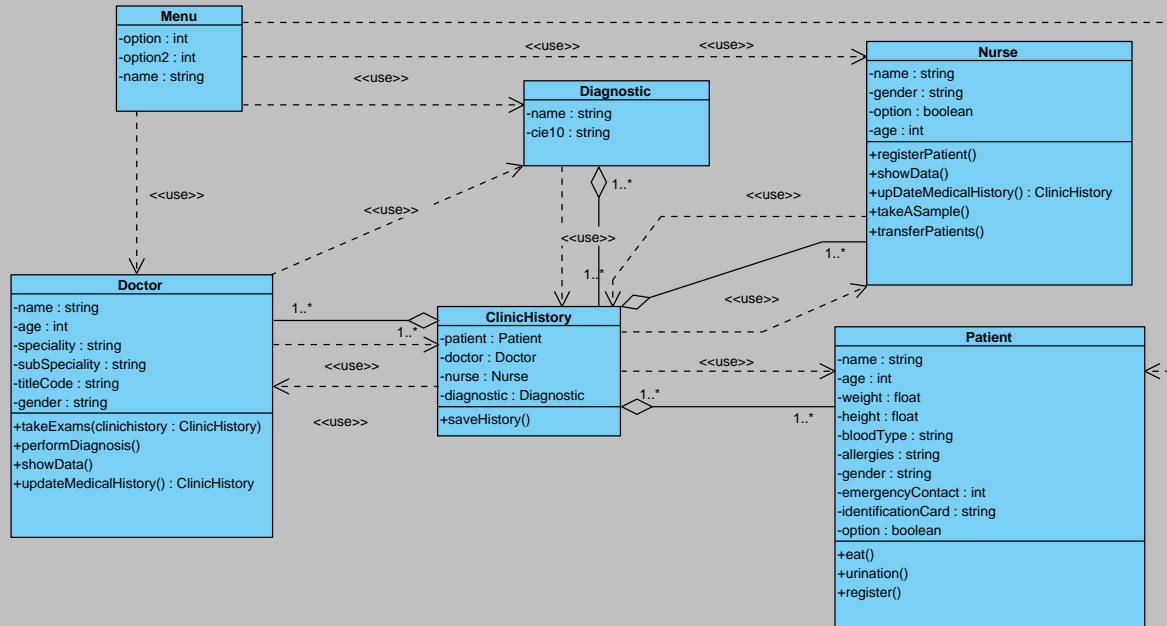 Menu
-option : int
-option2 : int
-name : string
<<use>>
<<use>>
<<use>>
<<use>>
Diagnostic
-name : string
-cie10 : string
Nurse
-name : string
-gender : string
-option : boolean
-age : int
+registerPatient()
+showData()
+upDateMedicalHistory() : ClinicHistory
+takeASample()
+transferPatients()
<<use>>
1..*
<<use>>
<<use>>
1..*
1..*
<<use>>
Doctor
-name : string
-age : int
-speciality : string
-subSpeciality : string
-titleCode : string
-gender : string
+takeExams(clinichistory : ClinicHistory)
+performDiagnosis()
+showData()
+updateMedicalHistory() : ClinicHistory
1..*
1..*
<<use>>
<<use>>
ClinicHistory
-patient : Patient
-doctor : Doctor
-nurse : Nurse
-diagnostic : Diagnostic
+saveHistory()
<<use>>
1..*
1..*
Patient
-name : string
-age : int
-weight : float
-height : float
-bloodType : string
-allergies : string
-gender : string
-emergencyContact : int
-identificationCard : string
-option : boolean
+eat()
+urination()
+register()